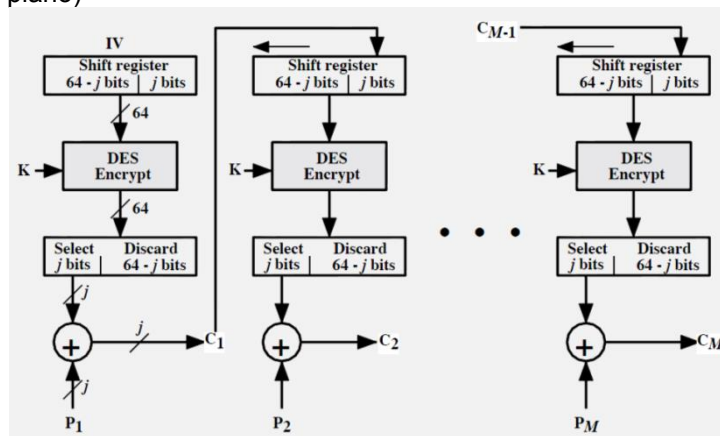 plano)
IV
Shift register
64 - j bits | j bits
64
K
DES
Encrypt
64
Select Discard
j bits | 64 - j bits
j
+
j
C1
j
P1
Shift register
64 - j bits | j bits
K
DES
Encrypt
Select Discard
j bits | 64 - j bits
+
C2
P2
• • •
CM-1
Shift register
64 - j bits | j bits
K
DES
Encrypt
Select Discard
j bits | 64 - j bits
+
CM
PM